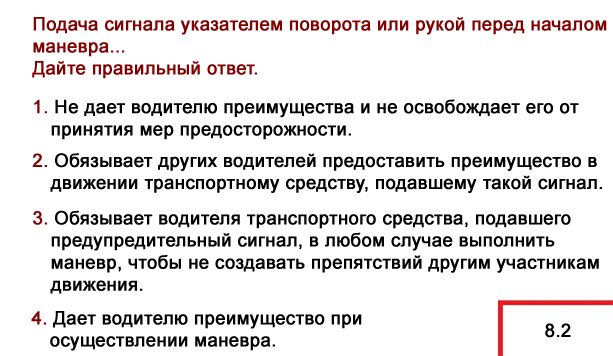 Подача сигнала указателем поворота или рукой перед началом
маневра...
Дайте правильный ответ.
1. Не дает водителю преимущества и не освобождает его от
принятия мер предосторожности.
2. Обязывает других водителей предоставить преимущество в
движении транспортному средству, подавшему такой сигнал.
3. Обязывает водителя транспортного средства, подавшего
предупредительный сигнал, в любом случае выполнить
маневр, чтобы не создавать препятствий другим участникам
движения.
4. Дает водителю преимущество при
осуществлении маневра.
8.2